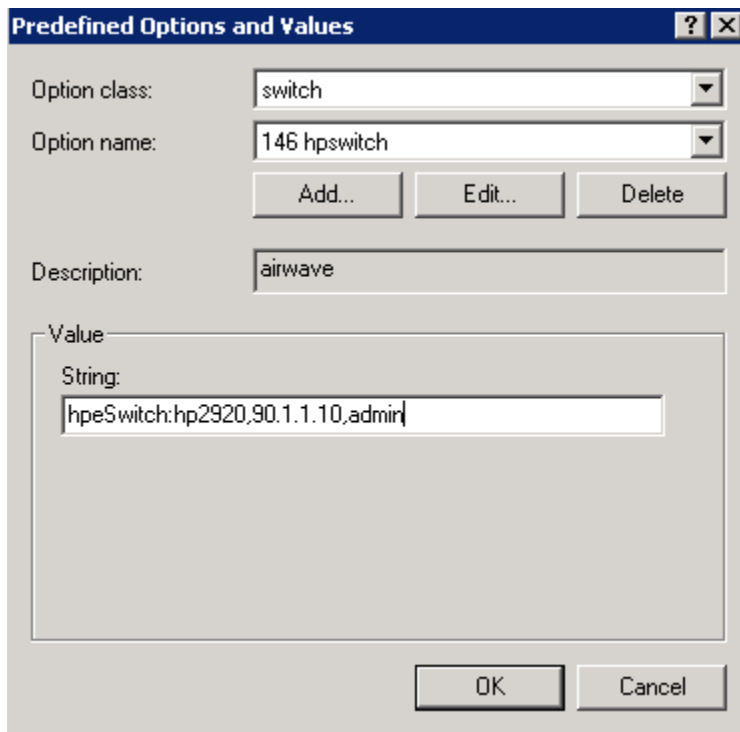 Predefined Options and Values
Option class: switch
Option name: 146 hpswitch
Add... Edit... Delete
Description: airwave
Value
String:
hpeSwitch:hp2920,90.1.1.10,admin
OK Cancel